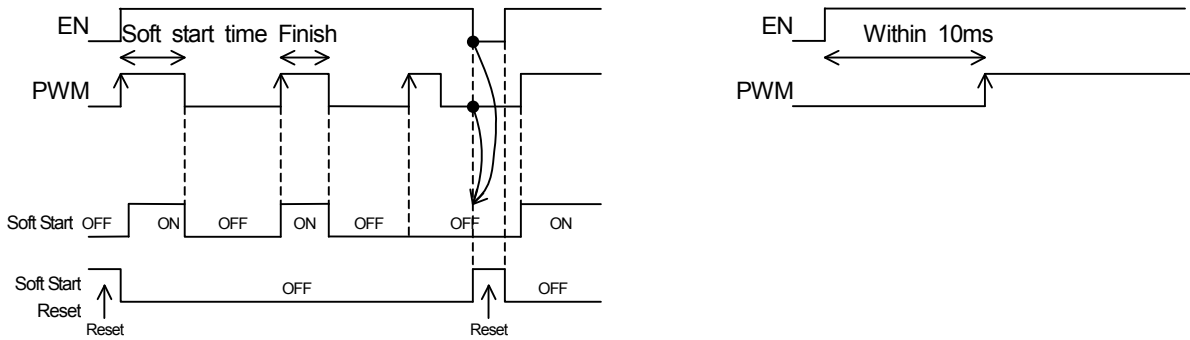 EN
Soft start time Finish
PWM
Soft Start OFF ON OFF ON OFF OFF ON
Soft Start
Reset
OFF OFF
Reset Reset
EN
Within 10ms
PWM